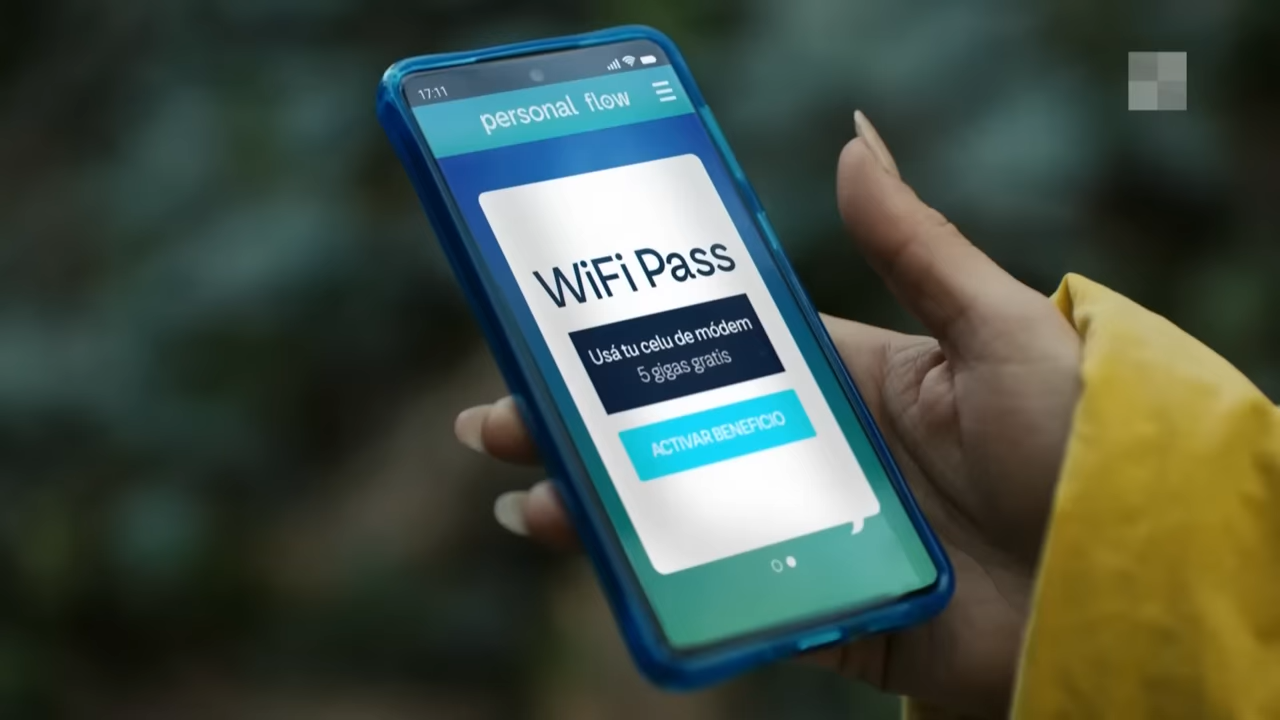 17:11
personal flow
WiFi Pass
Usá tu celu de módem
5 gigas gratis
ACTIVAR BENEFICIO